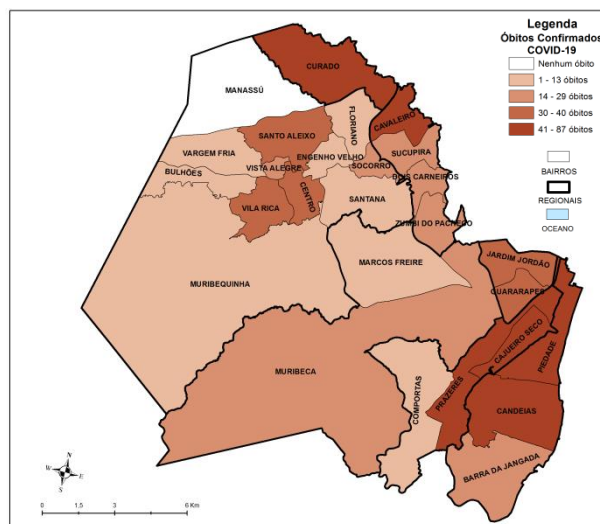 Legenda
Óbitos Confirmados
COVID-19
Nenhum óbito
1 - 13 óbitos
14 - 29 óbitos
30 - 40 óbitos
41 - 87 óbitos
BAIRROS
REGIONAIS
OCEANO
CURADO
MANASSÚ
FLORIANO
CAVALEIRO
SANTO ALEIXO
SUCUPIRA
VARGEM FRIA
ENGENHO VELHO
VISTA ALEGRE
SOCORRO
BULHÕES
DOIS CARNEIROS
CENTRO
VILA RICA
SANTANA
ZUMBI DO PACHECO
MARCOS FREIRE
JARDIM JORDÃO
MURIBEQUINHA
GUARARAPES
CAJUEIRO SECO
PIEDADE
MURIBECA
COMPORTAS
PRAZERES
CANDEIAS
BARRA DA JANGADA
N
W
E
S
0 1,5 3 6 Km